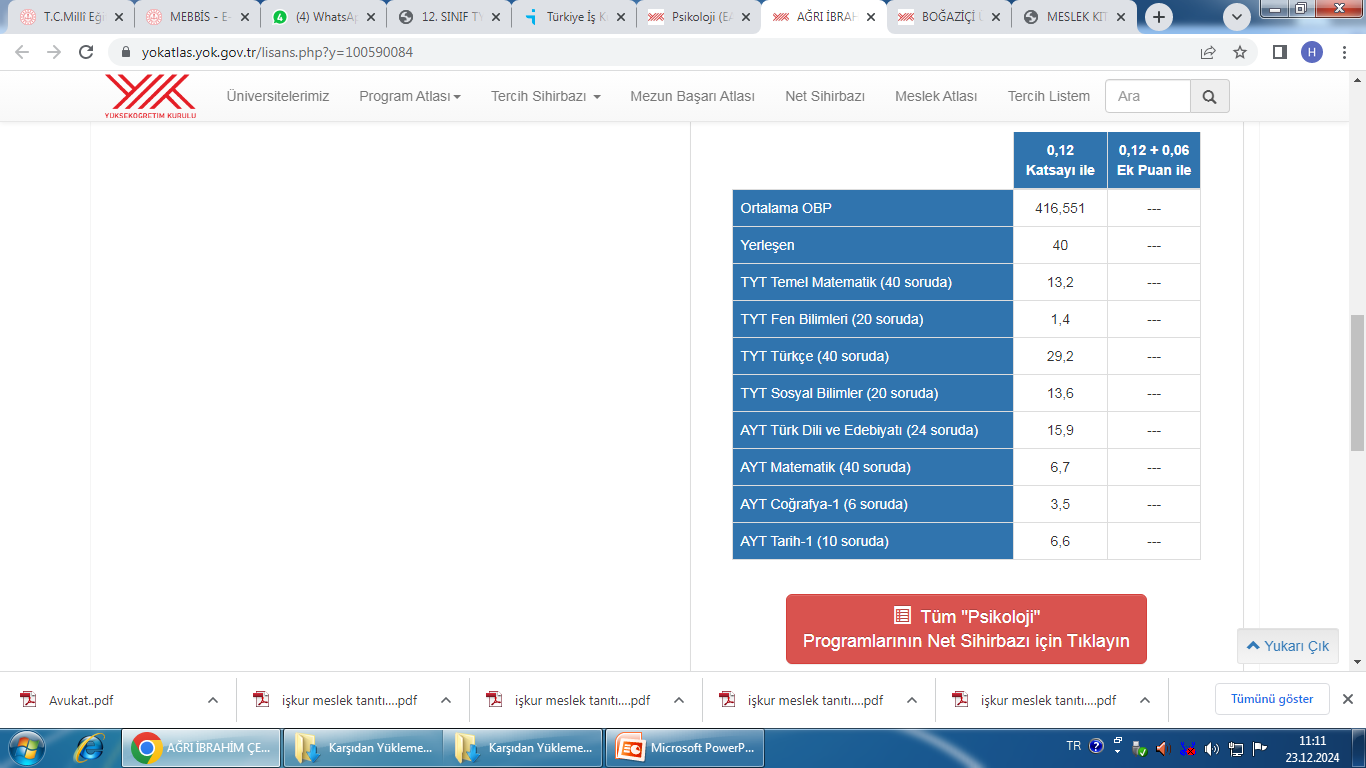 T.C.Millî Eği
MEBBİS - E-
(4) WhatsAp
12. SINIF TY
Türkiye İş Ku
Psikoloji (EA
AĞRI İBRAH
BOĞAZİÇİ Ü
MESLEK KİT
yokatlas.yok.gov.tr/lisans.php?y=100590084
H
YÜKSEKÖĞRETİM KURULU
Üniversitelerimiz
Program Atlası
Tercih Sihirbazı
Mezun Başarı Atlası
Net Sihirbazı
Meslek Atlası
Tercih Listem
Ara
0,12 Katsayı ile
0,12 + 0,06 Ek Puan ile
Ortalama OBP 416,551 ---
Yerleşen 40 ---
TYT Temel Matematik (40 soruda) 13,2 ---
TYT Fen Bilimleri (20 soruda) 1,4 ---
TYT Türkçe (40 soruda) 29,2 ---
TYT Sosyal Bilimler (20 soruda) 13,6 ---
AYT Türk Dili ve Edebiyatı (24 soruda) 15,9 ---
AYT Matematik (40 soruda) 6,7 ---
AYT Coğrafya-1 (6 soruda) 3,5 ---
AYT Tarih-1 (10 soruda) 6,6 ---
Tüm "Psikoloji"
Programlarının Net Sihirbazı için Tıklayın
Yukarı Çık
Avukat..pdf
işkur meslek tanıtı....pdf
işkur meslek tanıtı....pdf
işkur meslek tanıtı....pdf
işkur meslek tanıtı....pdf
Tümünü göster
AĞRI İBRAHİM ÇE...
Karşıdan Yükleme...
Karşıdan Yükleme...
Microsoft PowerP...
TR
11:11
23.12.2024